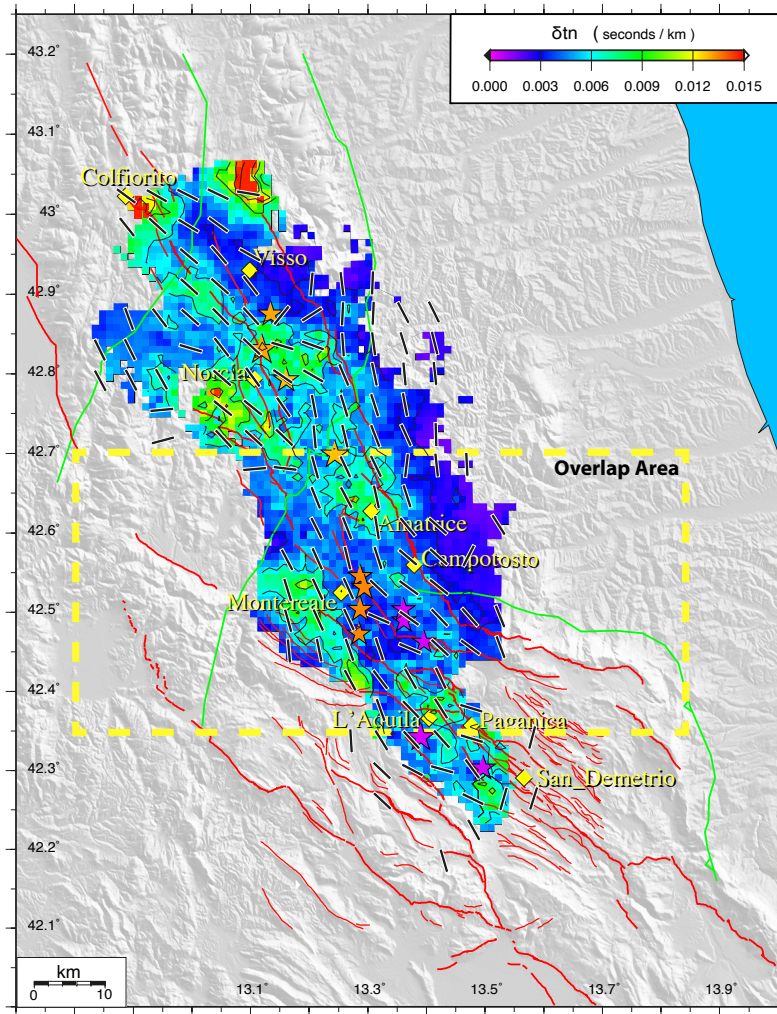 δtn ( seconds / km )
0.000 0.003 0.006 0.009 0.012 0.015
43.2°
43.1°
Colfiorito
43°
Visso
42.9°
42.8°
Norcia
42.7°
Overlap Area
42.6°
Amatrice
Campotosto
Montereale
42.5°
42.4°
L'Aquila
Paganica
San_Demetrio
42.3°
42.2°
42.1°
km
0 10
13.1° 13.3° 13.5° 13.7° 13.9°